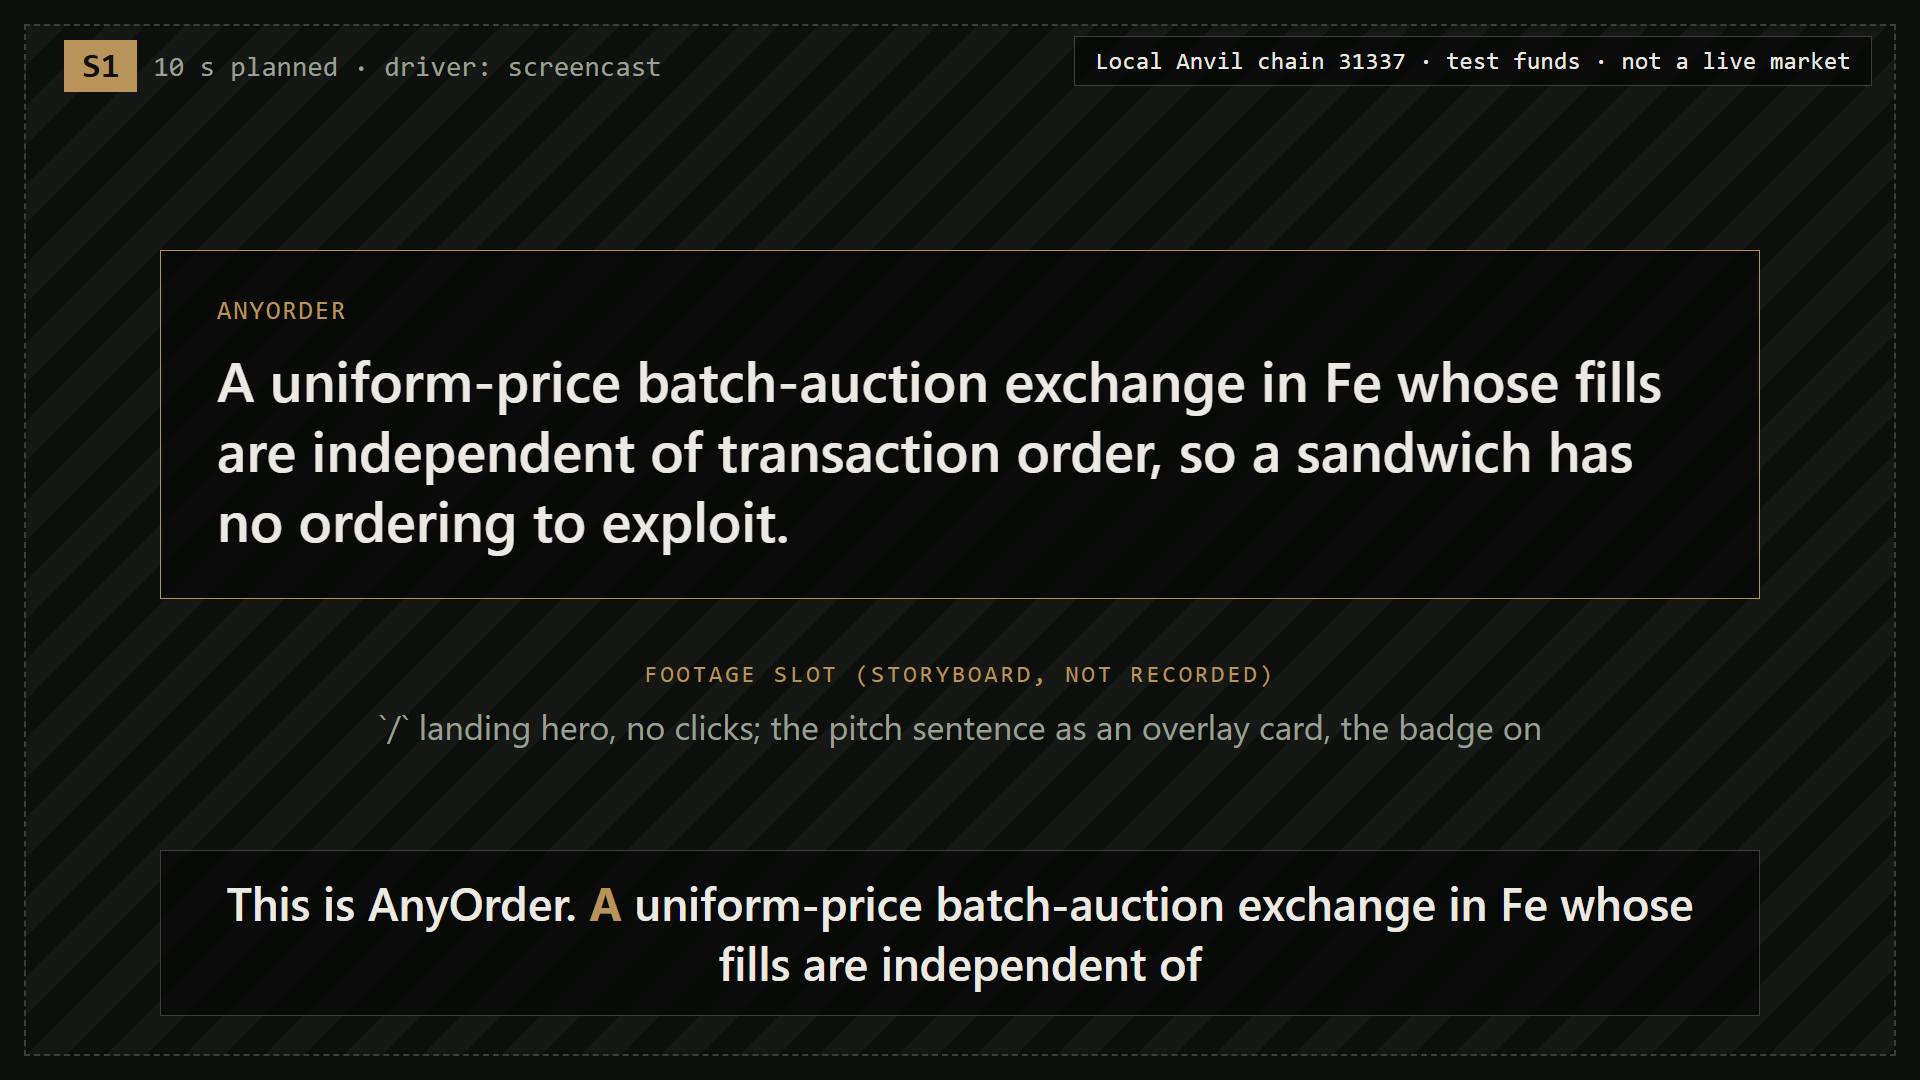 S1 10 s planned · driver: screencast
Local Anvil chain 31337 · test funds · not a live market
ANYORDER
A uniform-price batch-auction exchange in Fe whose fills
are independent of transaction order, so a sandwich has
no ordering to exploit.
FOOTAGE SLOT (STORYBOARD, NOT RECORDED)
`/` landing hero, no clicks; the pitch sentence as an overlay card, the badge on
This is AnyOrder. A uniform-price batch-auction exchange in Fe whose
fills are independent of